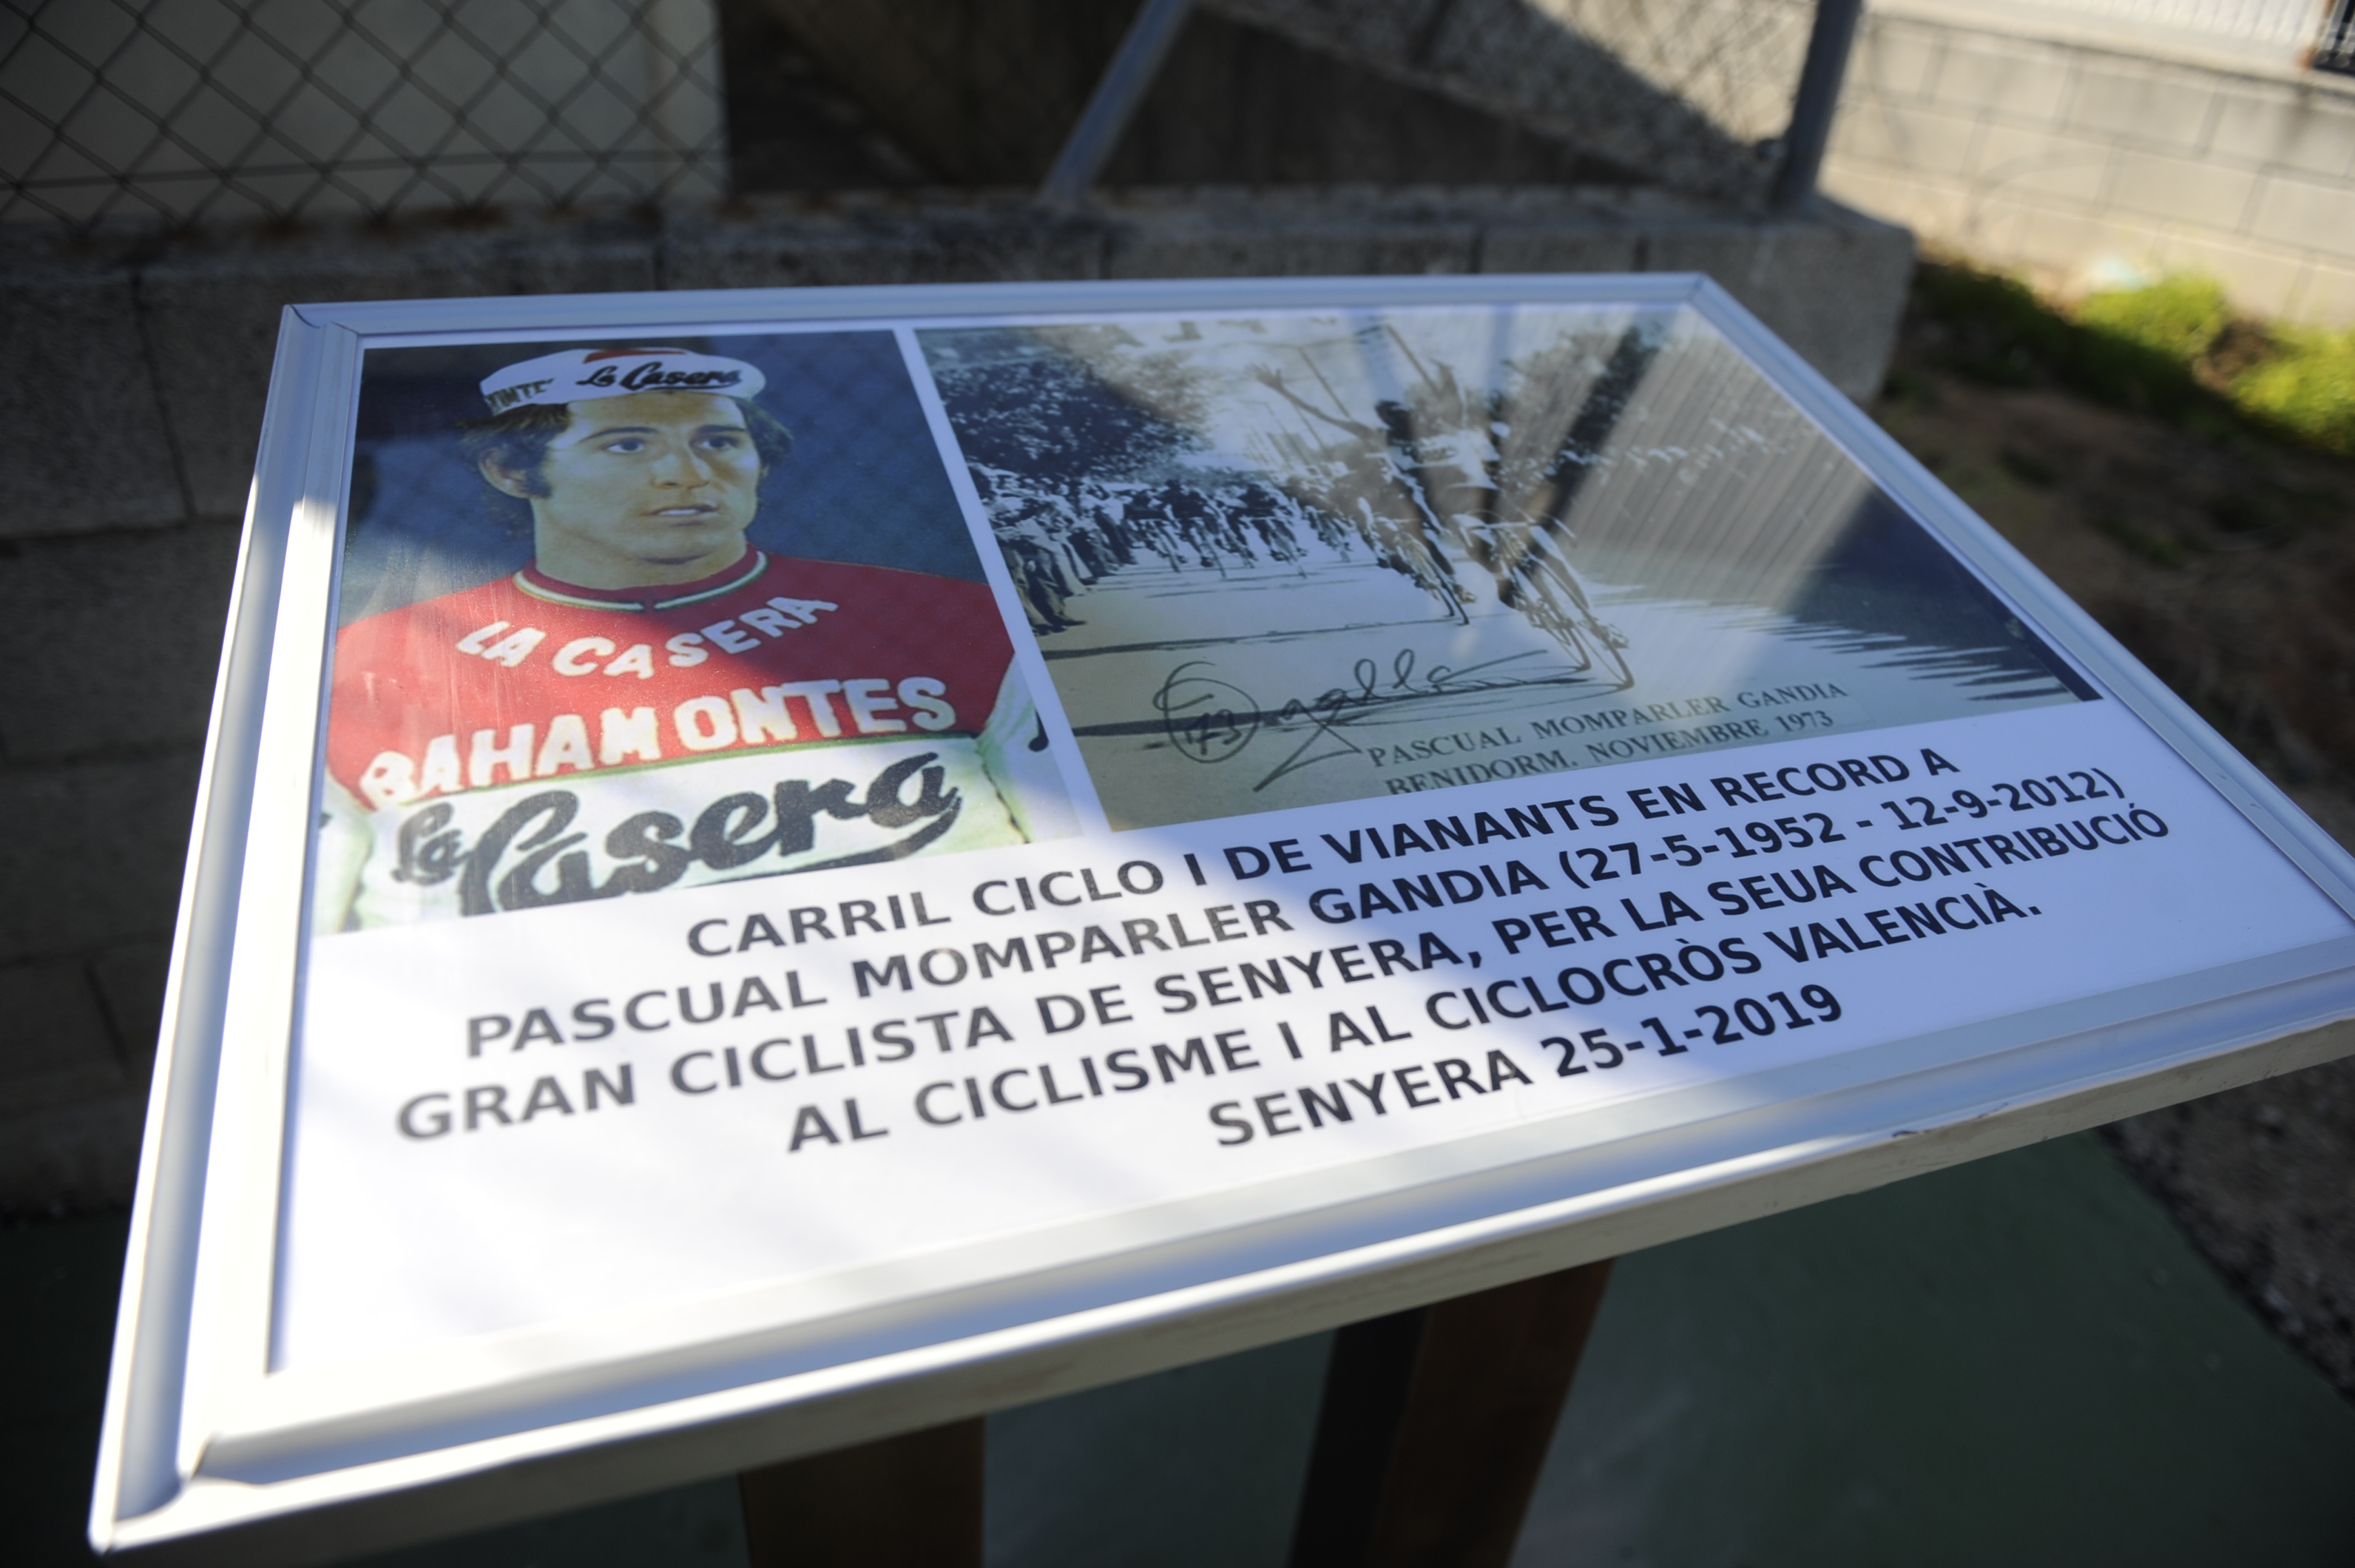 La Casera
LA CASERA
BAHAMONTES
La Casera
73
PASCUAL MOMPARLER GANDIA
BENIDORM. NOVIEMBRE 1973
CARRIL CICLO I DE VIANANTS EN RECORD A
PASCUAL MOMPARLER GANDIA (27-5-1952 - 12-9-2012)
GRAN CICLISTA DE SENYERA, PER LA SEUA CONTRIBUCIÓ
AL CICLISME I AL CICLOCRÒS VALENCIÀ.
SENYERA 25-1-2019